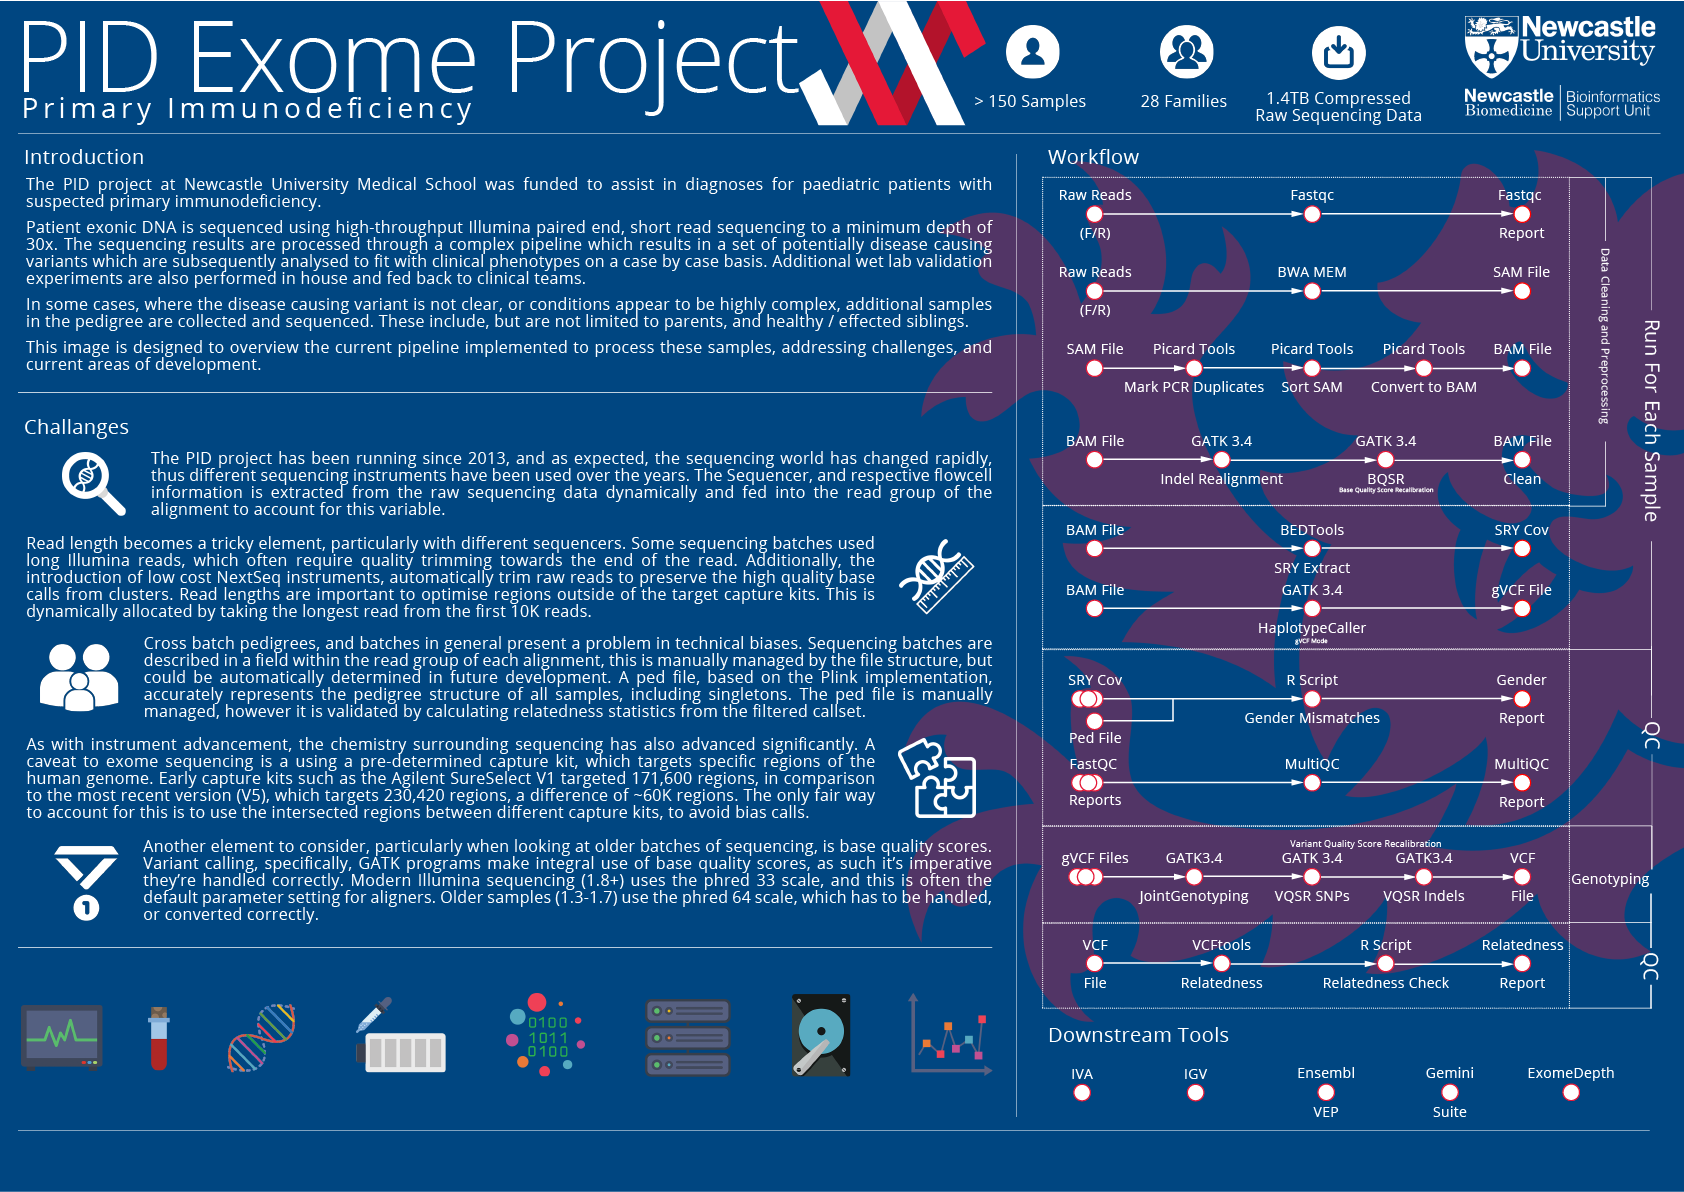 PID Exome Project
Primary Immunodeficiency
> 150 Samples
28 Families
1.4TB Compressed
Raw Sequencing Data
Newcastle
University
Newcastle
Biomedicine
Bioinformatics
Support Unit
Introduction
The PID project at Newcastle University Medical School was funded to assist in diagnoses for paediatric patients with
suspected primary immunodeficiency.
Patient exonic DNA is sequenced using high-throughput Illumina paired end, short read sequencing to a minimum depth of
30x. The sequencing results are processed through a complex pipeline which results in a set of potentially disease causing
variants which are subsequently analysed to fit with clinical phenotypes on a case by case basis. Additional wet lab validation
experiments are also performed in house and fed back to clinical teams.
In some cases, where the disease causing variant is not clear, or conditions appear to be highly complex, additional samples
in the pedigree are collected and sequenced. These include, but are not limited to parents, and healthy / effected siblings.
This image is designed to overview the current pipeline implemented to process these samples, addressing challenges, and
current areas of development.
Challanges
The PID project has been running since 2013, and as expected, the sequencing world has changed rapidly,
thus different sequencing instruments have been used over the years. The Sequencer, and respective flowcell
information is extracted from the raw sequencing data dynamically and fed into the read group of the
alignment to account for this variable.
Read length becomes a tricky element, particularly with different sequencers. Some sequencing batches used
long Illumina reads, which often require quality trimming towards the end of the read. Additionally, the
introduction of low cost NextSeq instruments, automatically trim raw reads to preserve the high quality base
calls from clusters. Read lengths are important to optimise regions outside of the target capture kits. This is
dynamically allocated by taking the longest read from the first 10K reads.
Cross batch pedigrees, and batches in general present a problem in technical biases. Sequencing batches are
described in a field within the read group of each alignment, this is manually managed by the file structure, but
could be automatically determined in future development. A ped file, based on the Plink implementation,
accurately represents the pedigree structure of all samples, including singletons. The ped file is manually
managed, however it is validated by calculating relatedness statistics from the filtered callset.
As with instrument advancement, the chemistry surrounding sequencing has also advanced significantly. A
caveat to exome sequencing is a using a pre-determined capture kit, which targets specific regions of the
human genome. Early capture kits such as the Agilent SureSelect V1 targeted 171,600 regions, in comparison
to the most recent version (V5), which targets 230,420 regions, a difference of ~60K regions. The only fair way
to account for this is to use the intersected regions between different capture kits, to avoid bias calls.
Another element to consider, particularly when looking at older batches of sequencing, is base quality scores.
Variant calling, specifically, GATK programs make integral use of base quality scores, as such it's imperative
they're handled correctly. Modern Illumina sequencing (1.8+) uses the phred 33 scale, and this is often the
default parameter setting for aligners. Older samples (1.3-1.7) use the phred 64 scale, which has to be handled,
or converted correctly.
1
0100
1011
0100
Workflow
Raw Reads Fastqc Fastqc
(F/R) Report
Raw Reads BWA MEM SAM File
(F/R)
SAM File Picard Tools Picard Tools Picard Tools BAM File
Mark PCR Duplicates Sort SAM Convert to BAM
BAM File GATK 3.4 GATK 3.4 BAM File
Indel Realignment BQSR Clean
Base Quality Score Recalibration
Data Cleaning and Preprocessing
BAM File BEDTools SRY Cov
SRY Extract
BAM File GATK 3.4 gVCF File
HaplotypeCaller
gVCF Mode
Run For Each Sample
SRY Cov R Script Gender
Gender Mismatches Report
Ped File
FastQC MultiQC MultiQC
Reports Report
QC
Variant Quality Score Recalibration
gVCF Files GATK3.4 GATK 3.4 GATK3.4 VCF
JointGenotyping VQSR SNPs VQSR Indels File
Genotyping
VCF VCFtools R Script Relatedness
File Relatedness Relatedness Check Report
QC
Downstream Tools
IVA IGV Ensembl Gemini ExomeDepth
VEP Suite